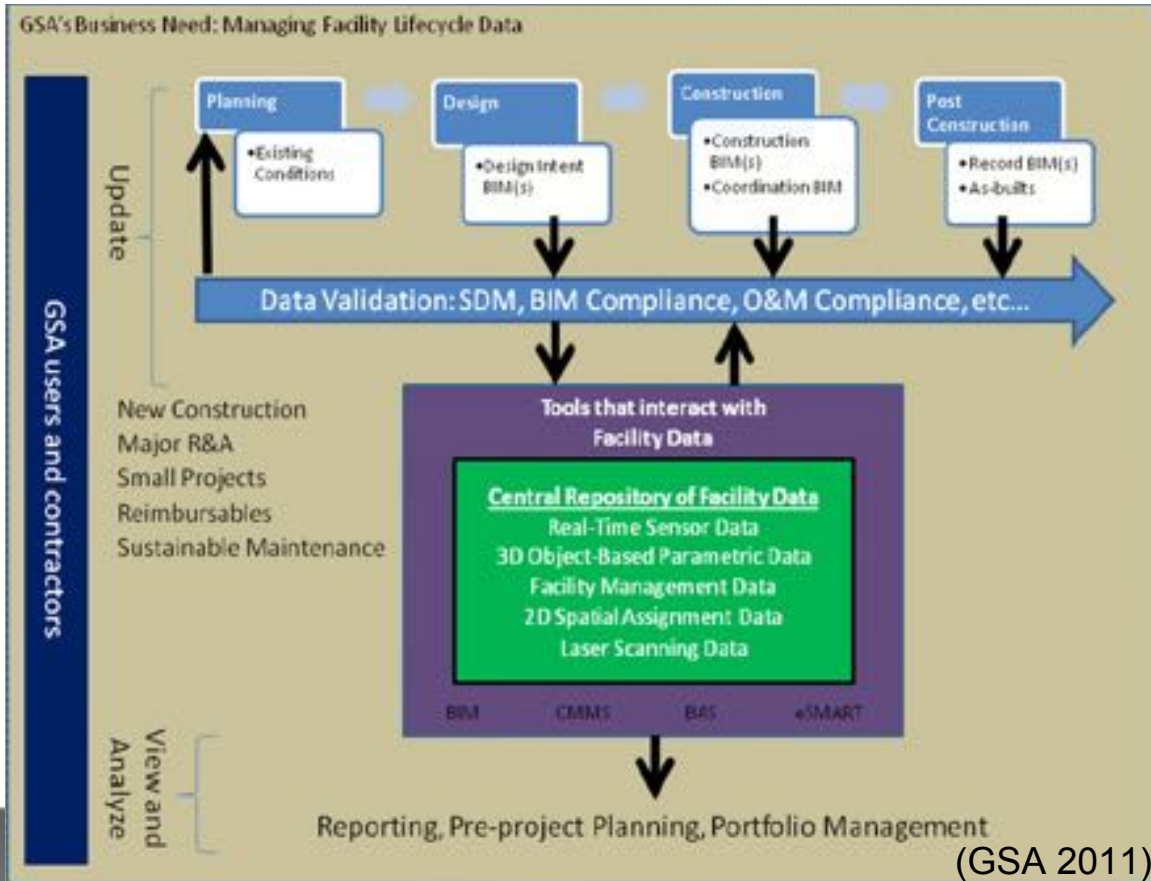 GSA's Business Need: Managing Facility Lifecycle Data
Planning
•Existing
Conditions
Design
•Design Intent
BIM(s)
Construction
•Construction
BIM(s)
•Coordination BIM
Post
Construction
•Record BIM(s)
•As-builts
Update
Data Validation: SDM, BIM Compliance, O&M Compliance, etc...
GSA users and contractors
New Construction
Major R&A
Small Projects
Reimbursables
Sustainable Maintenance
Tools that interact with
Facility Data
Central Repository of Facility Data
Real-Time Sensor Data
3D Object-Based Parametric Data
Facility Management Data
2D Spatial Assignment Data
Laser Scanning Data
BIM CMMS BAS eSMART
View and
Analyze
Reporting, Pre-project Planning, Portfolio Management
(GSA 2011)